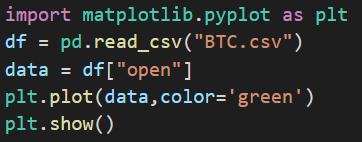 import matplotlib.pyplot as plt
df = pd.read_csv("BTC.csv")
data = df["open"]
plt.plot(data,color='green')
plt.show()